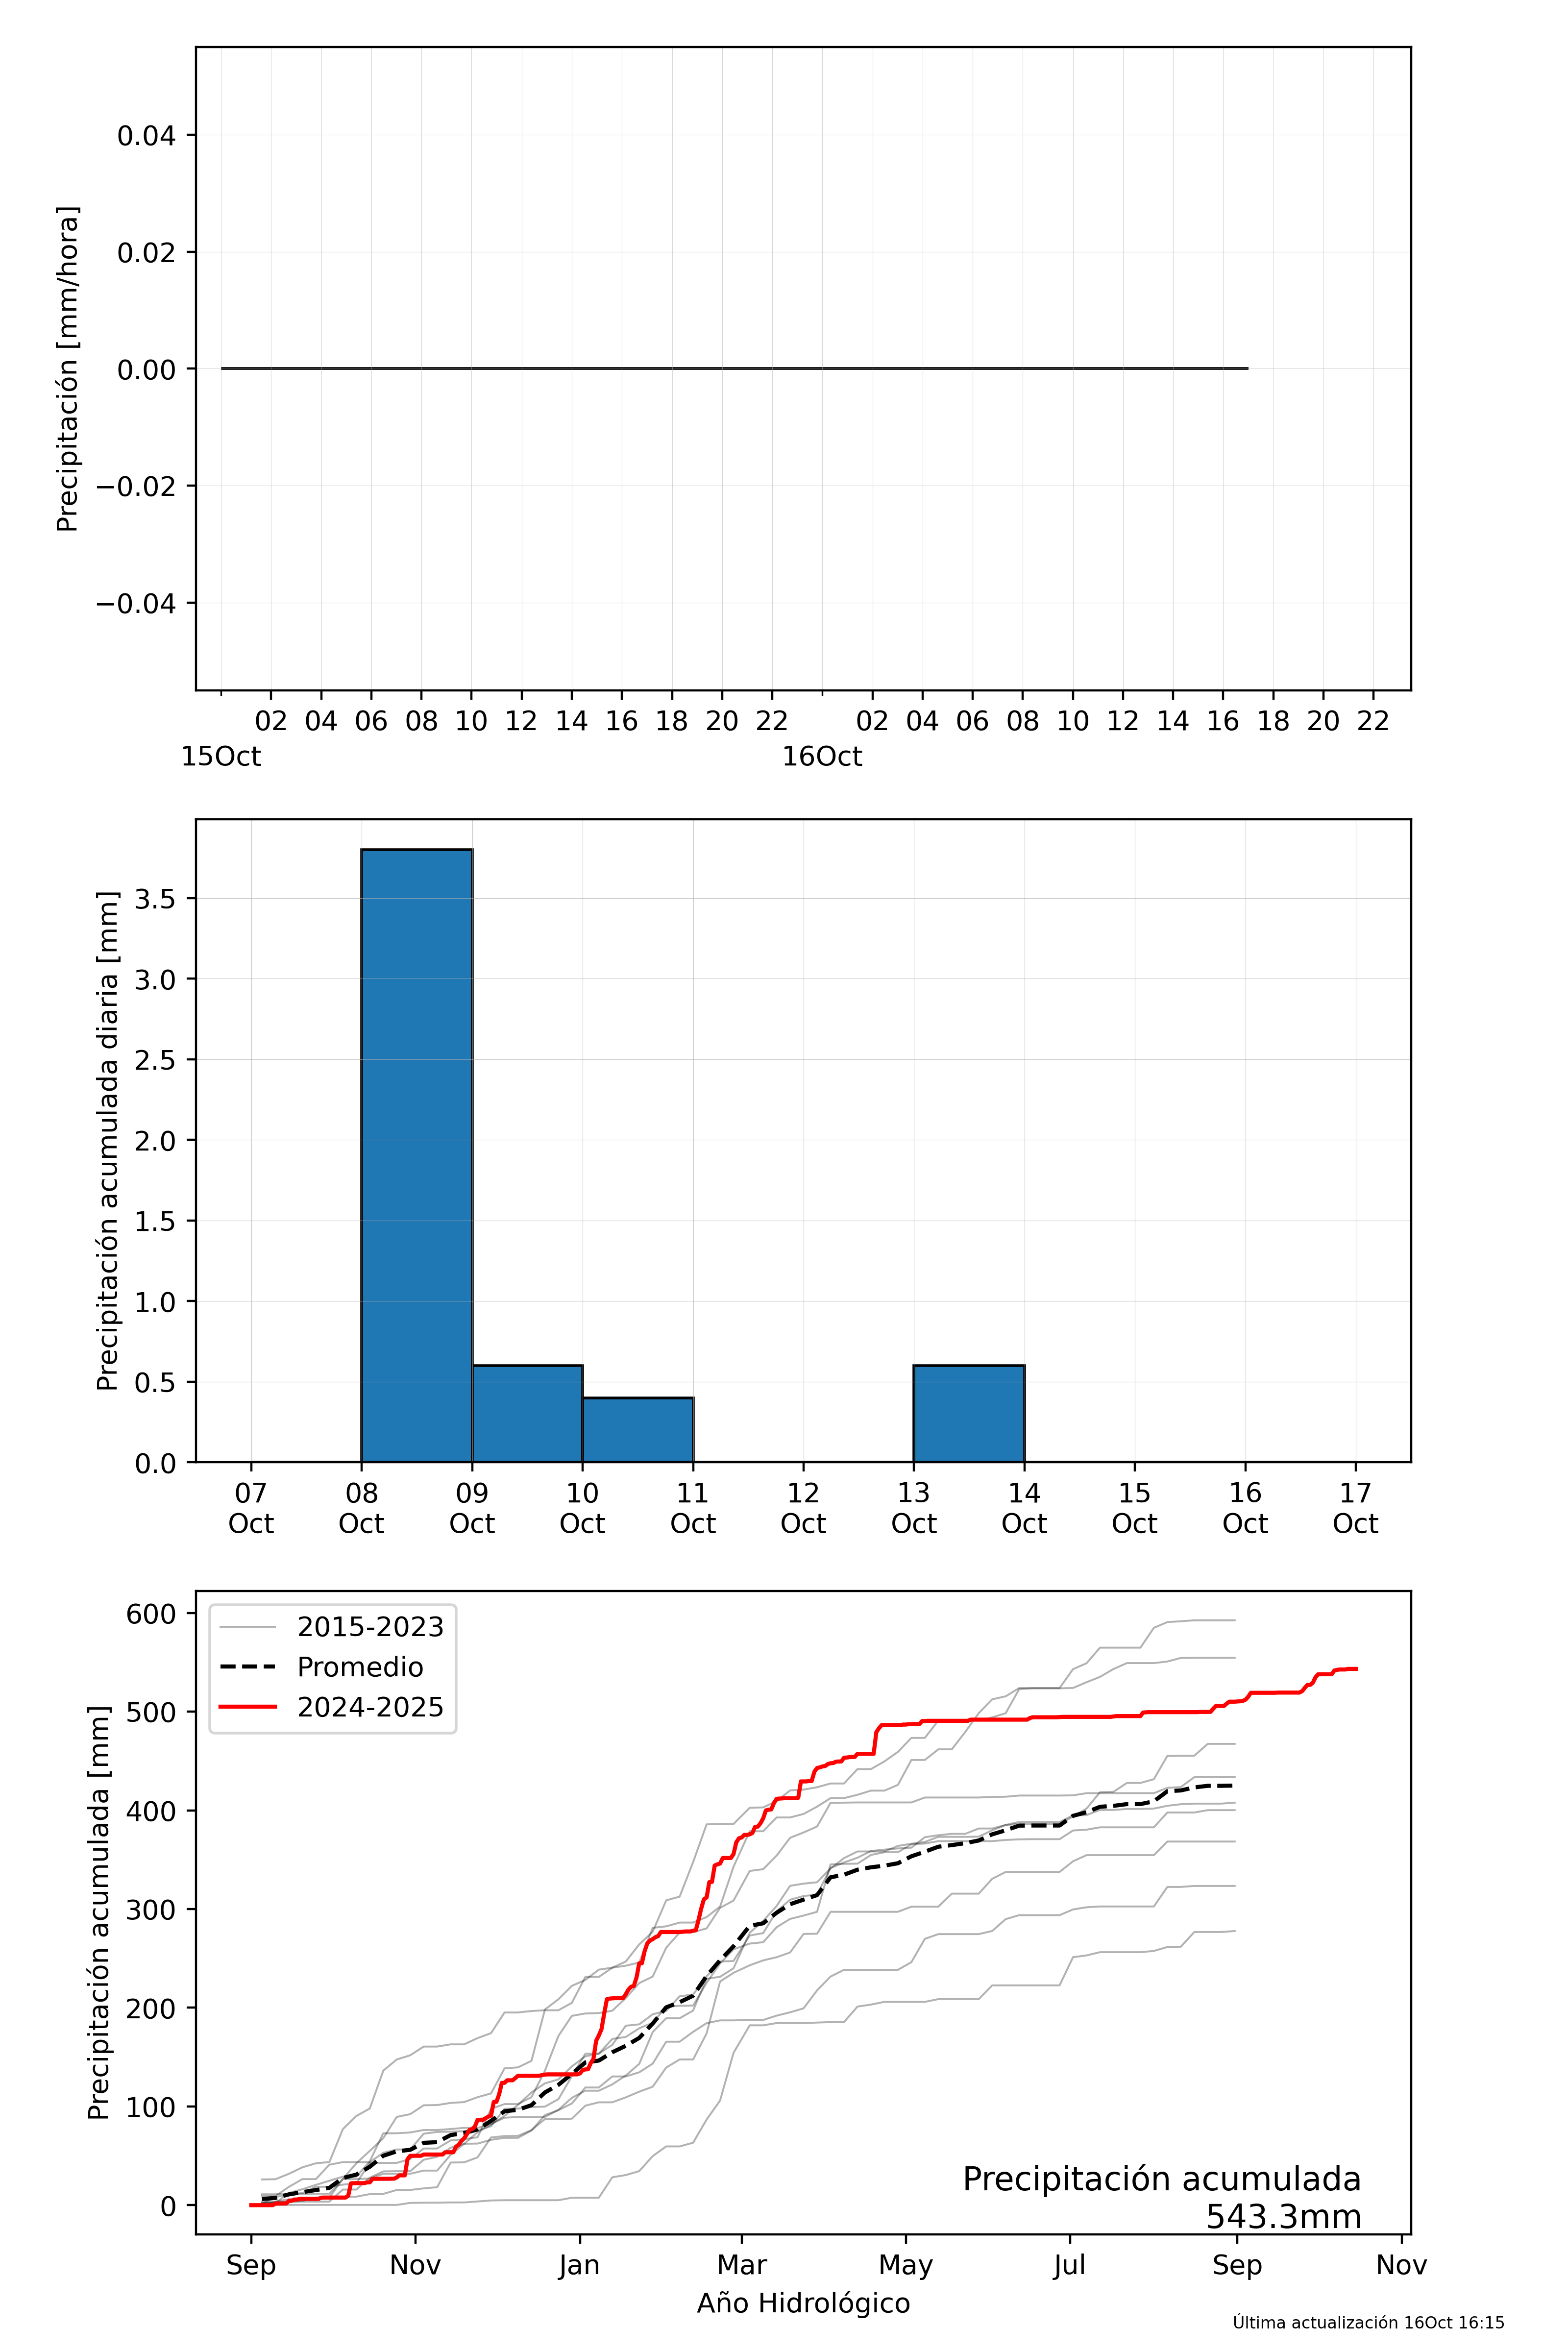 0.04
0.02
0.00
−0.02
−0.04
Precipitación [mm/hora]
02 04 06 08 10 12 14 16 18 20 22 02 04 06 08 10 12 14 16 18 20 22
15Oct 16Oct
3.5
3.0
2.5
2.0
1.5
1.0
0.5
0.0
Precipitación acumulada diaria [mm]
07 08 09 10 11 12 13 14 15 16 17
Oct Oct Oct Oct Oct Oct Oct Oct Oct Oct Oct
600
500
400
300
200
100
0
Precipitación acumulada [mm]
2015-2023
Promedio
2024-2025
Precipitación acumulada
543.3mm
Sep Nov Jan Mar May Jul Sep Nov
Año Hidrológico
Última actualización 16Oct 16:15